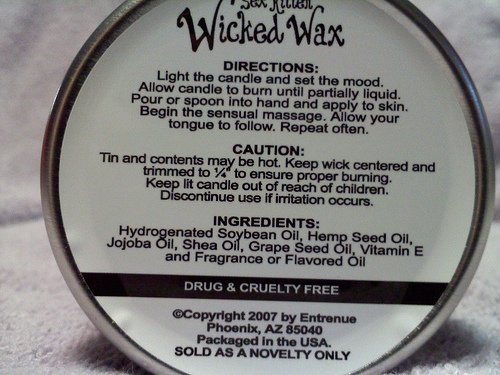 Sex Kitten
Wicked Wax
DIRECTIONS:
Light the candle and set the mood.
Allow candle to burn until partially liquid.
Pour or spoon into hand and apply to skin.
Begin the sensual massage. Allow your
tongue to follow. Repeat often.
CAUTION:
Tin and contents may be hot. Keep wick centered and
trimmed to ¼" to ensure proper burning.
Keep lit candle out of reach of children.
Discontinue use if irritation occurs.
INGREDIENTS:
Hydrogenated Soybean Oil, Hemp Seed Oil,
Jojoba Oil, Shea Oil, Grape Seed Oil, Vitamin E
and Fragrance or Flavored Oil
DRUG & CRUELTY FREE
©Copyright 2007 by Entrenue
Phoenix, AZ 85040
Packaged in the USA.
SOLD AS A NOVELTY ONLY